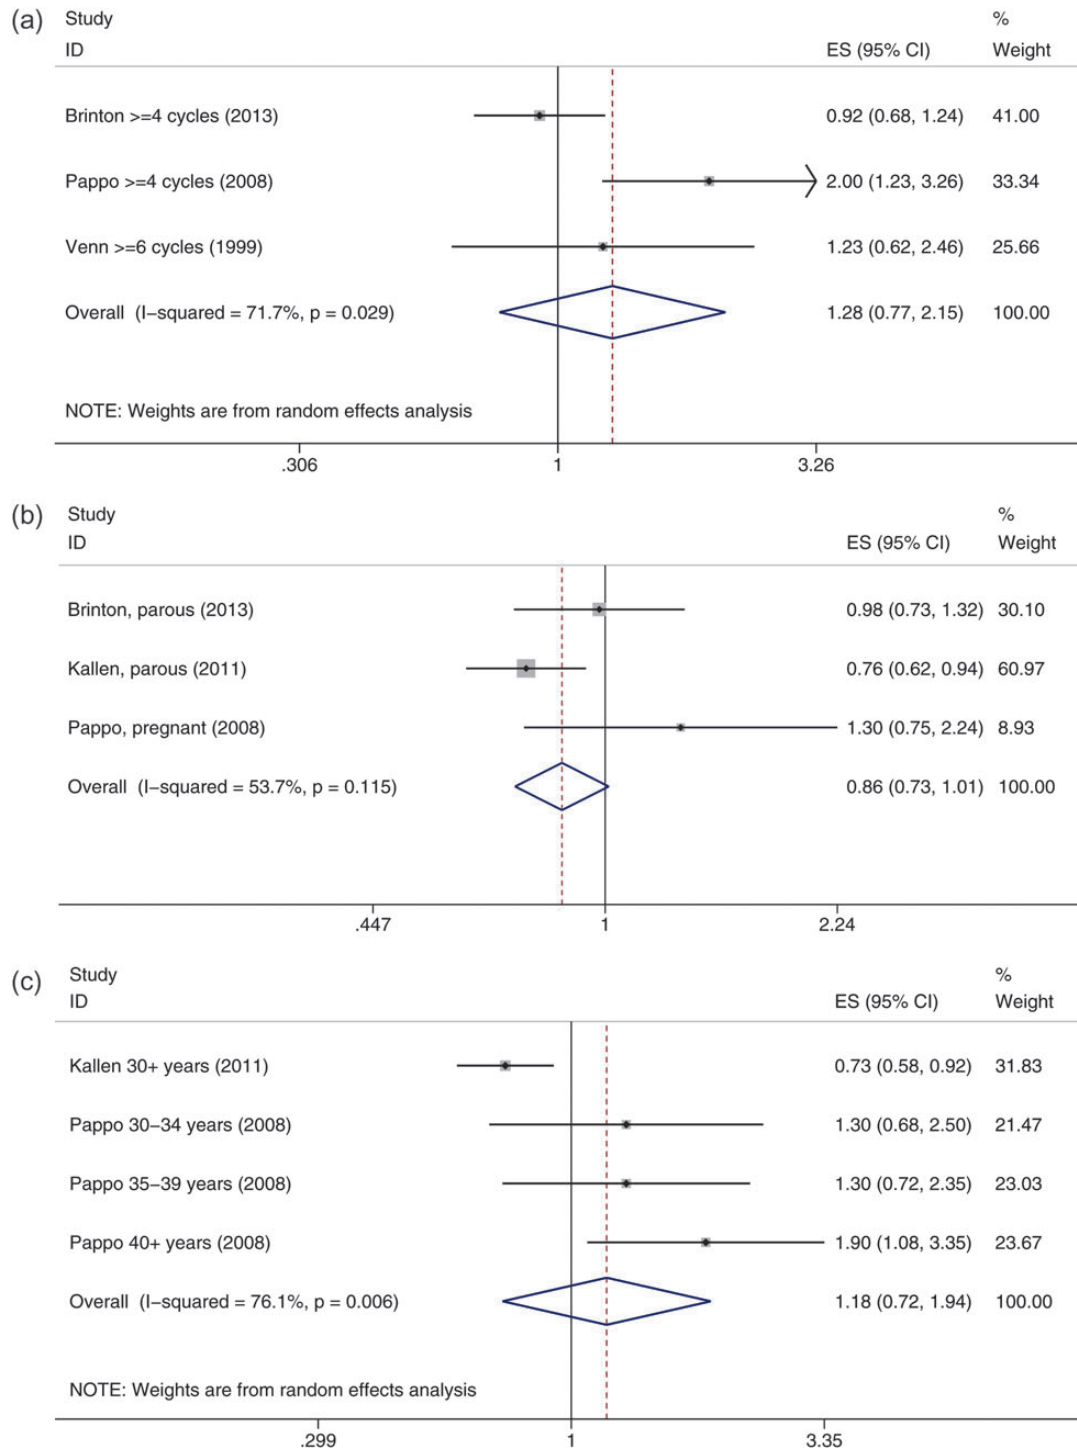 (a) Study %
ID ES (95% CI) Weight
Brinton >=4 cycles (2013) 0.92 (0.68, 1.24) 41.00
Pappo >=4 cycles (2008) 2.00 (1.23, 3.26) 33.34
Venn >=6 cycles (1999) 1.23 (0.62, 2.46) 25.66
Overall (I−squared = 71.7%, p = 0.029) 1.28 (0.77, 2.15) 100.00
NOTE: Weights are from random effects analysis
.306 1 3.26
(b) Study %
ID ES (95% CI) Weight
Brinton, parous (2013) 0.98 (0.73, 1.32) 30.10
Kallen, parous (2011) 0.76 (0.62, 0.94) 60.97
Pappo, pregnant (2008) 1.30 (0.75, 2.24) 8.93
Overall (I−squared = 53.7%, p = 0.115) 0.86 (0.73, 1.01) 100.00
.447 1 2.24
(c) Study %
ID ES (95% CI) Weight
Kallen 30+ years (2011) 0.73 (0.58, 0.92) 31.83
Pappo 30−34 years (2008) 1.30 (0.68, 2.50) 21.47
Pappo 35−39 years (2008) 1.30 (0.72, 2.35) 23.03
Pappo 40+ years (2008) 1.90 (1.08, 3.35) 23.67
Overall (I−squared = 76.1%, p = 0.006) 1.18 (0.72, 1.94) 100.00
NOTE: Weights are from random effects analysis
.299 1 3.35